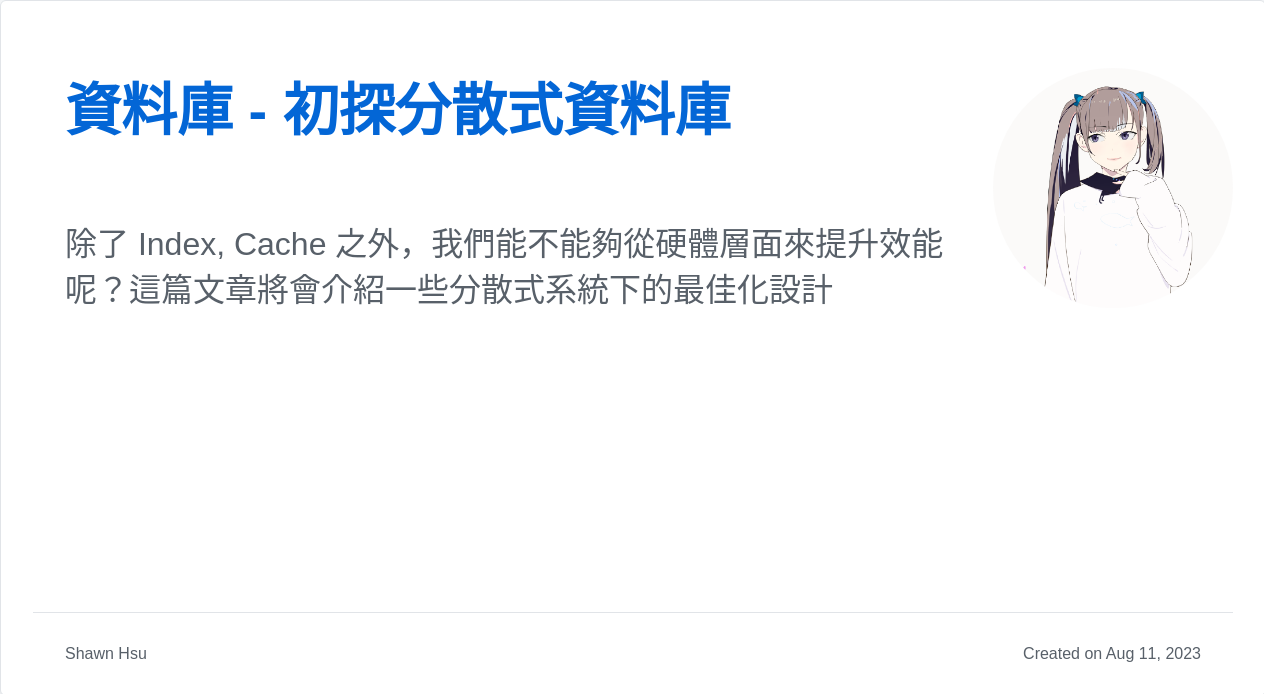 資料庫 - 初探分散式資料庫
除了 Index, Cache 之外，我們能不能夠從硬體層面來提升效能
呢？這篇文章將會介紹一些分散式系統下的最佳化設計
Shawn Hsu
Created on Aug 11, 2023